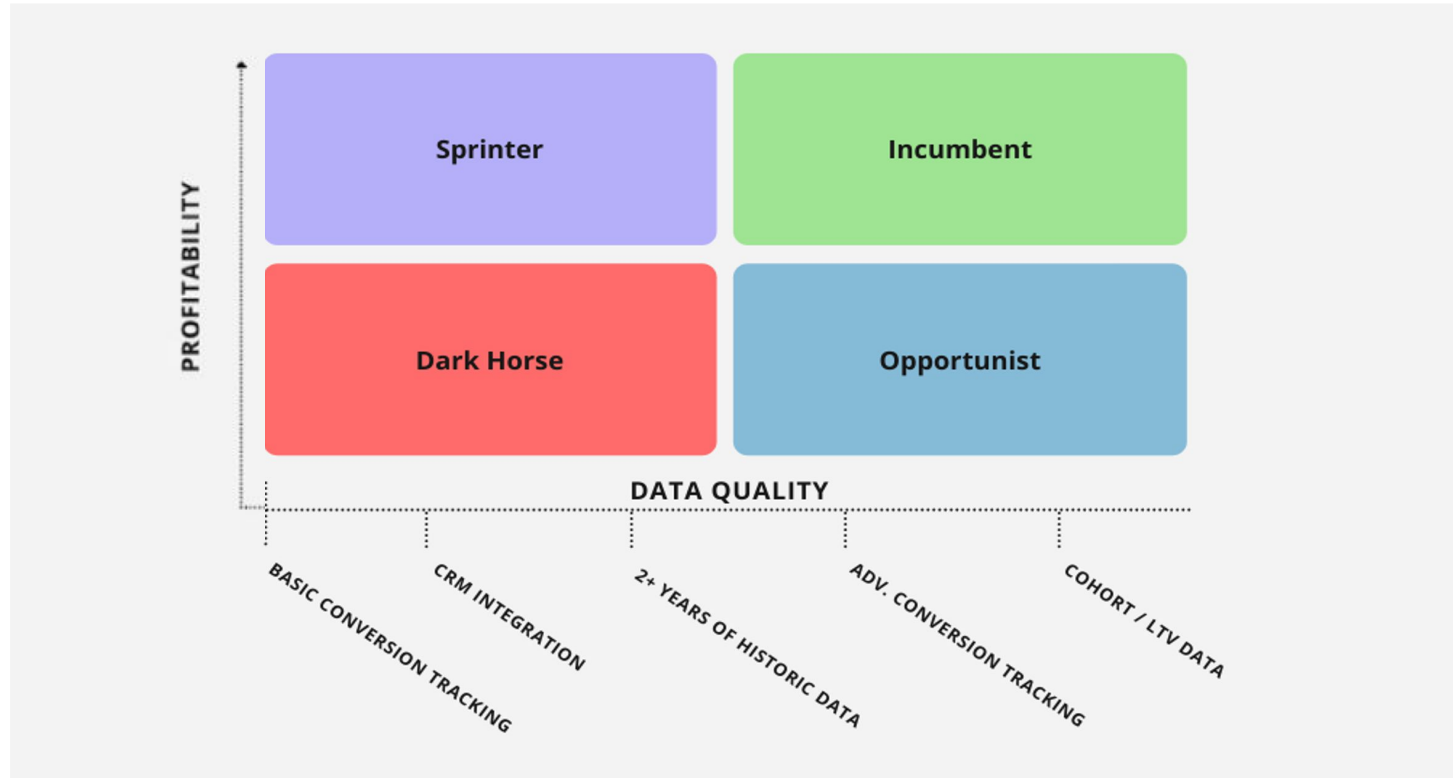 PROFITABILITY
Sprinter
Incumbent
Dark Horse
Opportunist
DATA QUALITY
BASIC CONVERSION TRACKING
CRM INTEGRATION
2+ YEARS OF HISTORIC DATA
ADV. CONVERSION TRACKING
COHORT / LTV DATA